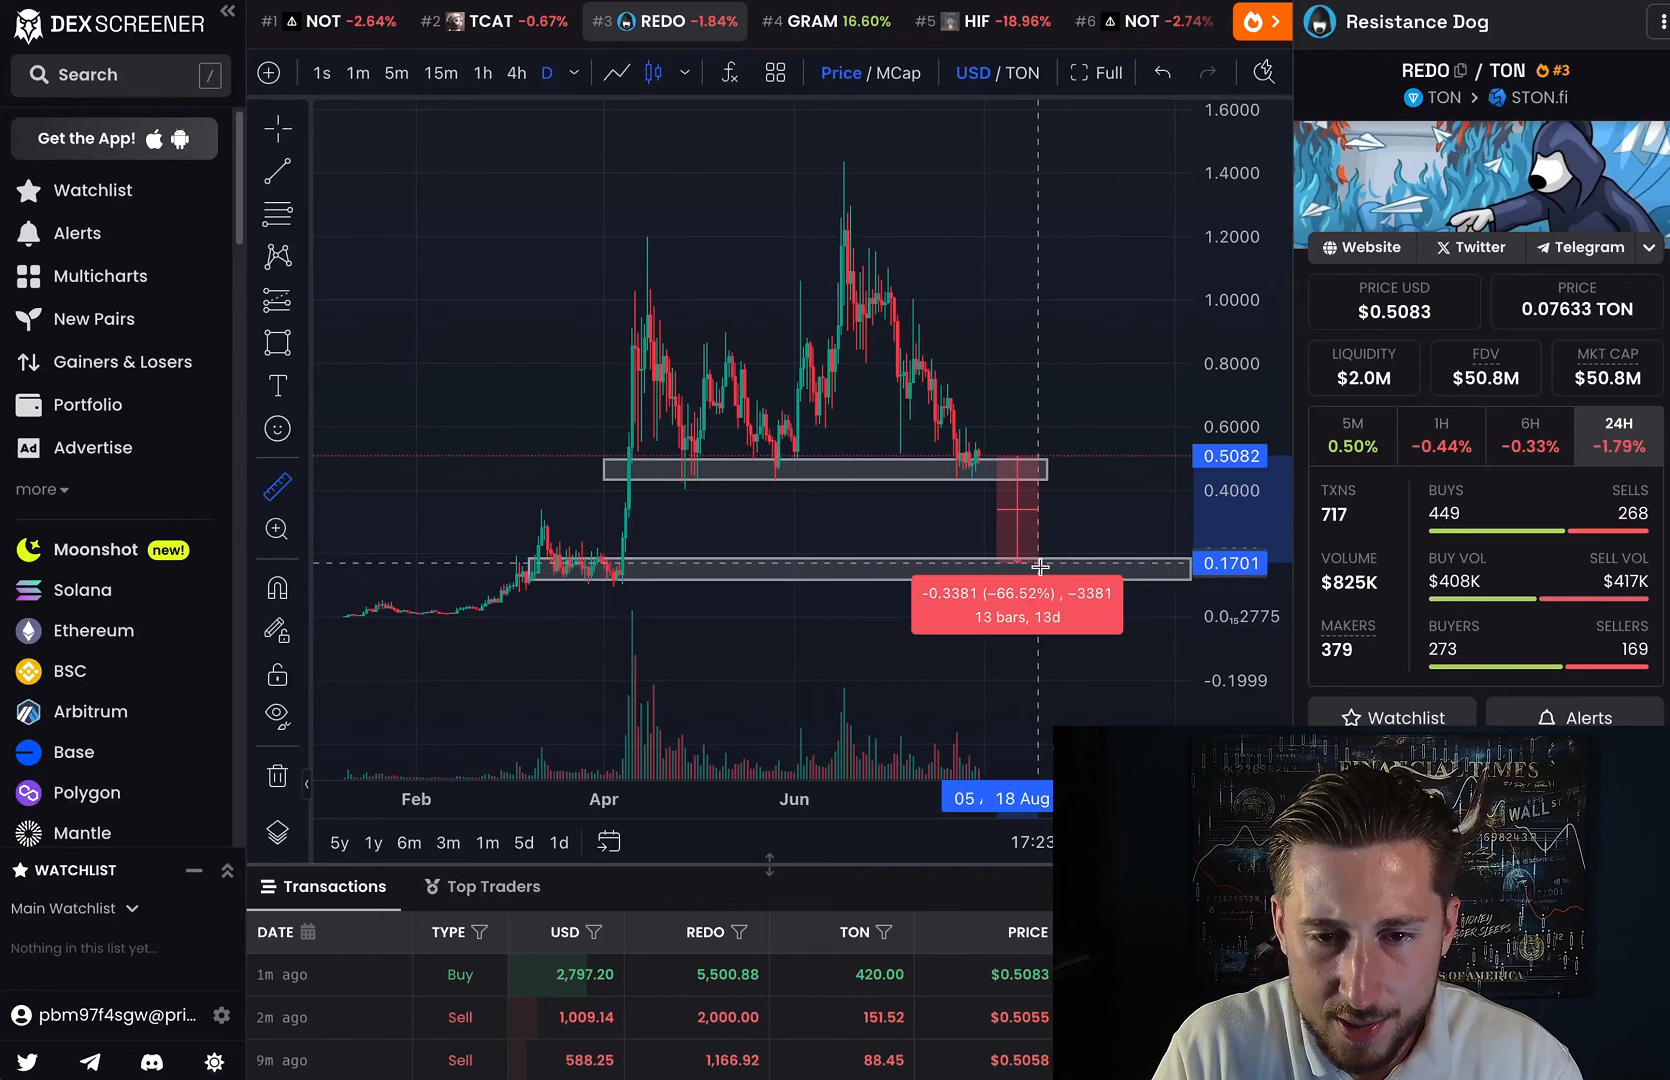 DEX SCREENER
Search /
Get the App!
Watchlist
Alerts
Multicharts
New Pairs
Gainers & Losers
Portfolio
Ad Advertise
more
Moonshot new!
Solana
Ethereum
BSC
Arbitrum
Base
Polygon
Mantle
WATCHLIST
Main Watchlist
Nothing in this list yet...
pbm97f4sgw@pri...
#1 NOT -2.64% #2 TCAT -0.67% #3 REDO -1.84% #4 GRAM 16.60% #5 HIF -18.96% #6 NOT -2.74%
1s 1m 5m 15m 1h 4h D Price / MCap USD / TON Full
1.6000
1.4000
1.2000
1.0000
0.8000
0.6000
0.5082
0.4000
0.1701
0.0₁₅2775
-0.1999
-0.3381 (−66.52%) , −3381
13 bars, 13d
Feb Apr Jun 05 18 Aug
5y 1y 6m 3m 1m 5d 1d 17:23
Transactions Top Traders
DATE TYPE USD REDO TON PRICE
1m ago Buy 2,797.20 5,500.88 420.00 $0.5083
2m ago Sell 1,009.14 2,000.00 151.52 $0.5055
9m ago Sell 588.25 1,166.92 88.45 $0.5058
Resistance Dog
REDO / TON #3
TON > STON.fi
Website Twitter Telegram
PRICE USD PRICE
$0.5083 0.07633 TON
LIQUIDITY FDV MKT CAP
$2.0M $50.8M $50.8M
5M 1H 6H 24H
0.50% -0.44% -0.33% -1.79%
TXNS BUYS SELLS
717 449 268
VOLUME BUY VOL SELL VOL
$825K $408K $417K
MAKERS BUYERS SELLERS
379 273 169
Watchlist Alerts
FINANCIAL TIMES
WALL ST